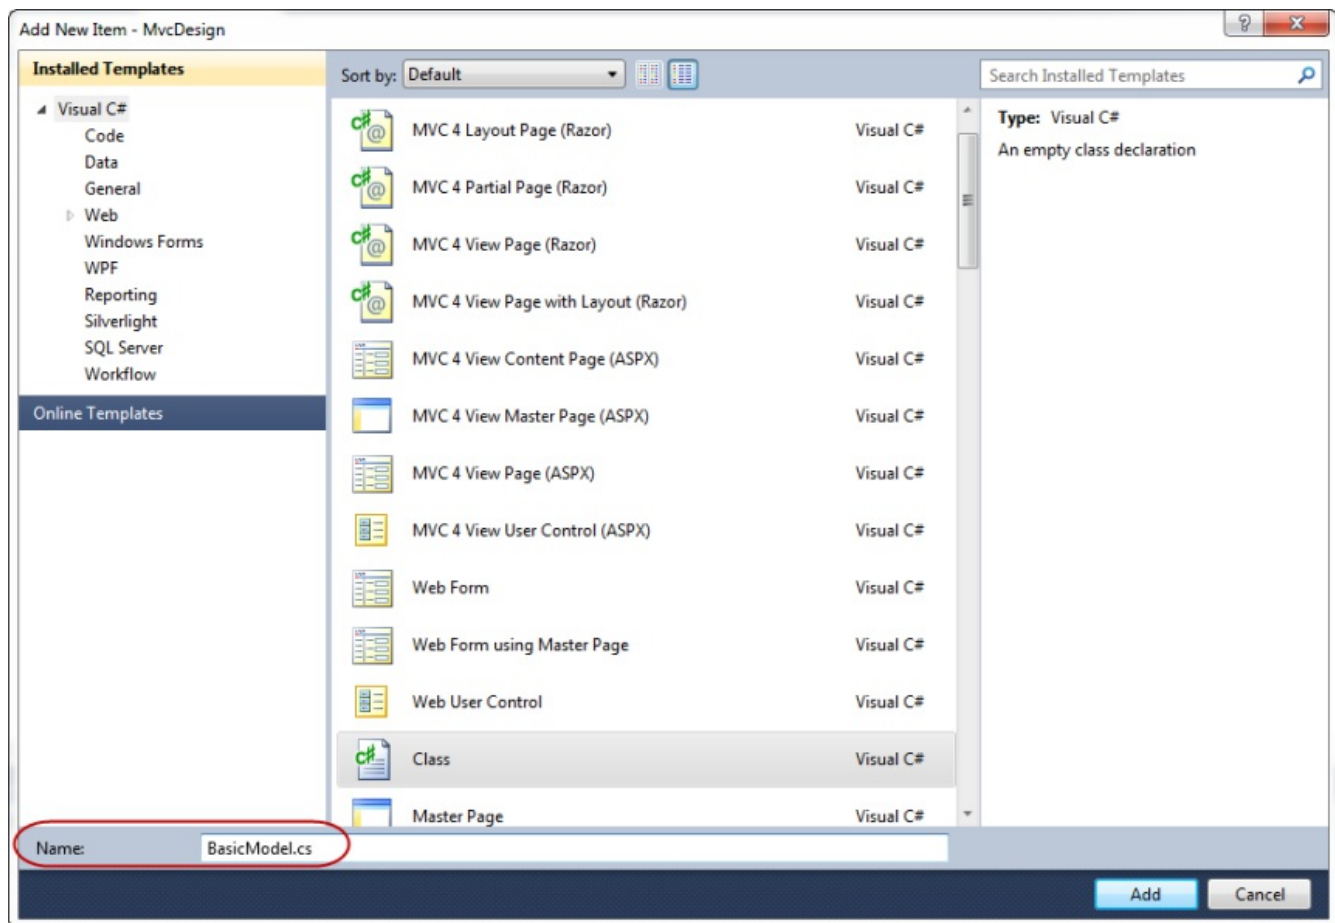 Add New Item - MvcDesign
Installed Templates
Visual C#
Code
Data
General
Web
Windows Forms
WPF
Reporting
Silverlight
SQL Server
Workflow
Online Templates
Sort by: Default
MVC 4 Layout Page (Razor) Visual C#
MVC 4 Partial Page (Razor) Visual C#
MVC 4 View Page (Razor) Visual C#
MVC 4 View Page with Layout (Razor) Visual C#
MVC 4 View Content Page (ASPX) Visual C#
MVC 4 View Master Page (ASPX) Visual C#
MVC 4 View Page (ASPX) Visual C#
MVC 4 View User Control (ASPX) Visual C#
Web Form Visual C#
Web Form using Master Page Visual C#
Web User Control Visual C#
Class Visual C#
Master Page Visual C#
Search Installed Templates
Type: Visual C#
An empty class declaration
Name: BasicModel.cs
Add Cancel